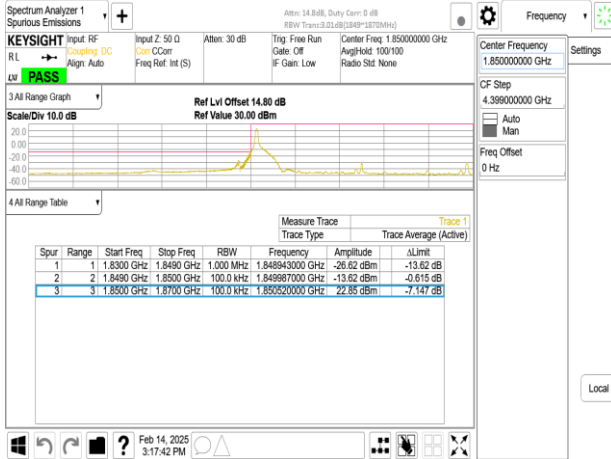 Spectrum Analyzer 1
Spurious Emissions
Attn: 14.8dB, Duty Corr: 0 dB
RBW Trans:3.01dB(1849~1870MHz)
Frequency
KEYSIGHT
RL
LXI
PASS
Input: RF
Coupling: DC
Align: Auto
Input Z: 50 Ω
Corr CCorr
Freq Ref: Int (S)
Atten: 30 dB
Trig: Free Run
Gate: Off
IF Gain: Low
Center Freq: 1.850000000 GHz
Avg|Hold: 100/100
Radio Std: None
Center Frequency
1.850000000 GHz
Settings
CF Step
4.399000000 GHz
Auto
Man
Freq Offset
0 Hz
3 All Range Graph
Scale/Div 10.0 dB
Ref Lvl Offset 14.80 dB
Ref Value 30.00 dBm
20.0
0.00
-20.0
-40.0
-60.0
4 All Range Table
Measure Trace Trace 1
Trace Type Trace Average (Active)
Spur Range Start Freq Stop Freq RBW Frequency Amplitude ΔLimit
1 1 1.8300 GHz 1.8490 GHz 1.000 MHz 1.848943000 GHz -26.62 dBm -13.62 dB
2 2 1.8490 GHz 1.8500 GHz 100.0 kHz 1.849987000 GHz -13.62 dBm -0.615 dB
3 3 1.8500 GHz 1.8700 GHz 100.0 kHz 1.850520000 GHz 22.85 dBm -7.147 dB
Local
?
Feb 14, 2025
3:17:42 PM